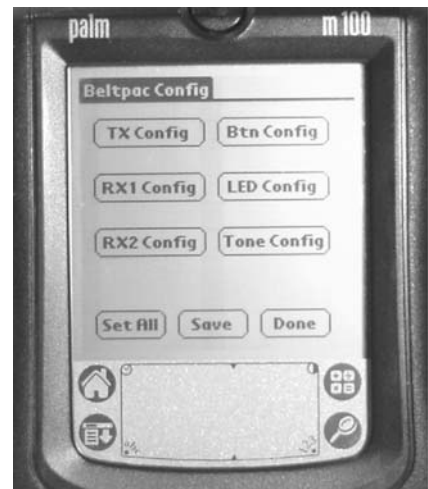 palm m100
Beltpac Config
TX Config Btn Config
RX1 Config LED Config
RX2 Config Tone Config
Set All Save Done